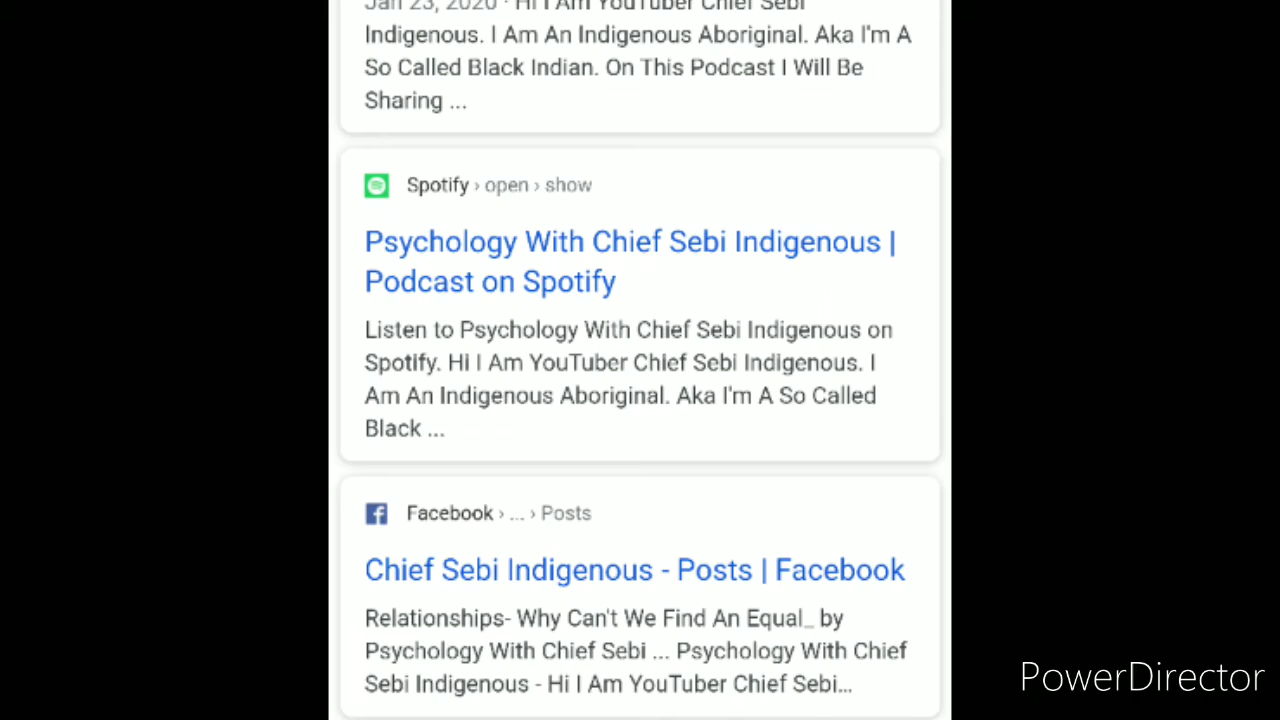 Jan 23, 2020 · Hi I Am YouTuber Chief Sebi
Indigenous. I Am An Indigenous Aboriginal. Aka I'm A
So Called Black Indian. On This Podcast I Will Be
Sharing ...
Spotify › open › show
Psychology With Chief Sebi Indigenous |
Podcast on Spotify
Listen to Psychology With Chief Sebi Indigenous on
Spotify. Hi I Am YouTuber Chief Sebi Indigenous. I
Am An Indigenous Aboriginal. Aka I'm A So Called
Black ...
Facebook › ... › Posts
Chief Sebi Indigenous - Posts | Facebook
Relationships- Why Can't We Find An Equal_ by
Psychology With Chief Sebi ... Psychology With Chief
Sebi Indigenous - Hi I Am YouTuber Chief Sebi...
PowerDirector